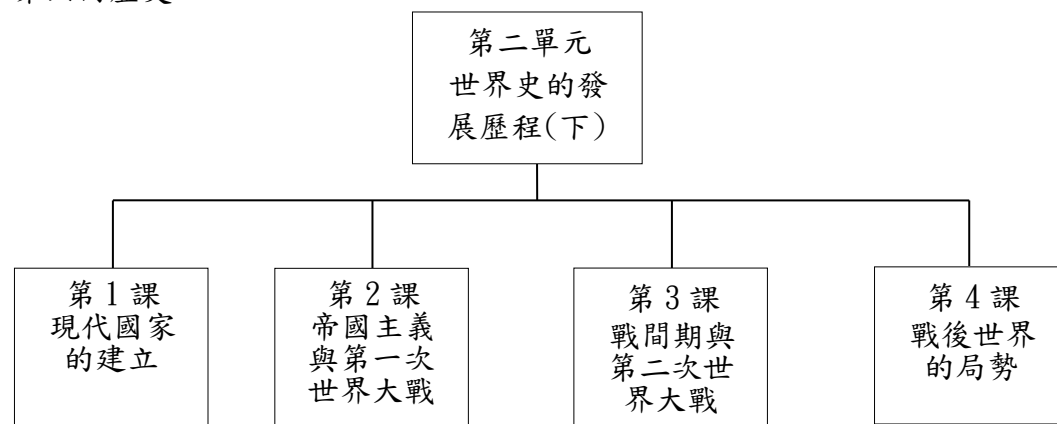 第二單元
世界史的發
展歷程(下)
第 1 課
現代國家
的建立
第 2 課
帝國主義
與第一次
世界大戰
第 3 課
戰間期與
第二次世
界大戰
第 4 課
戰後世界
的局勢